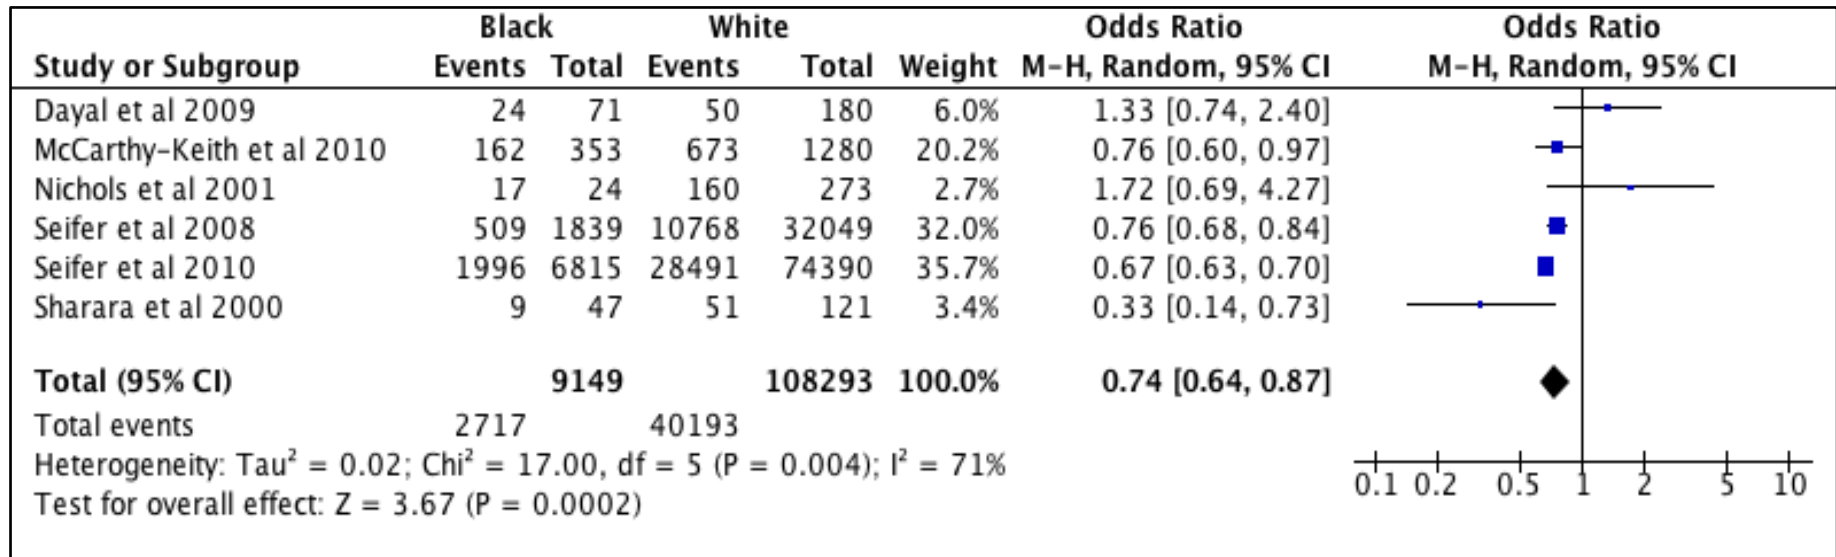 Black White Odds Ratio Odds Ratio
Study or Subgroup Events Total Events Total Weight M-H, Random, 95% CI M-H, Random, 95% CI
Dayal et al 2009 24 71 50 180 6.0% 1.33 [0.74, 2.40]
McCarthy-Keith et al 2010 162 353 673 1280 20.2% 0.76 [0.60, 0.97]
Nichols et al 2001 17 24 160 273 2.7% 1.72 [0.69, 4.27]
Seifer et al 2008 509 1839 10768 32049 32.0% 0.76 [0.68, 0.84]
Seifer et al 2010 1996 6815 28491 74390 35.7% 0.67 [0.63, 0.70]
Sharara et al 2000 9 47 51 121 3.4% 0.33 [0.14, 0.73]
Total (95% CI) 9149 108293 100.0% 0.74 [0.64, 0.87]
Total events 2717 40193
Heterogeneity: Tau² = 0.02; Chi² = 17.00, df = 5 (P = 0.004); I² = 71%
Test for overall effect: Z = 3.67 (P = 0.0002)
0.1 0.2 0.5 1 2 5 10